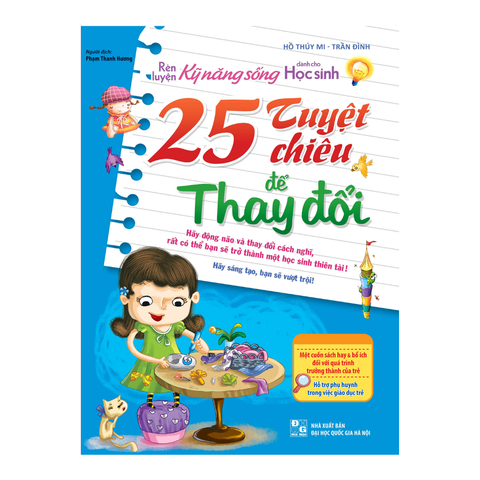 HỒ THÚY MI - TRẦN ĐÌNH
Người dịch:
Phạm Thanh Hương
Rèn luyện Kỹ năng sống dành cho Học sinh
25 Tuyệt chiêu
để
Thay đổi
Hãy động não và thay đổi cách nghĩ,
rất có thể bạn sẽ trở thành một học sinh thiên tài!
Hãy sáng tạo, bạn sẽ vượt trội!
Một cuốn sách hay & bổ ích
đối với quá trình
trưởng thành của trẻ
Hỗ trợ phụ huynh
trong việc giáo dục trẻ
NHÀ XUẤT BẢN
ĐẠI HỌC QUỐC GIA HÀ NỘI